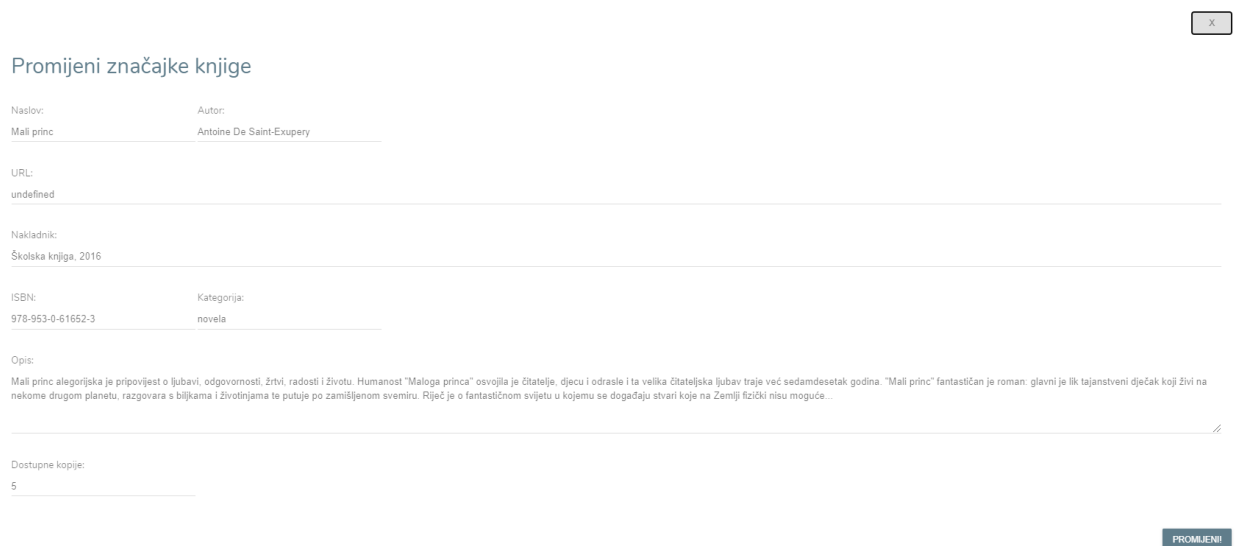 X
Promijeni značajke knjige
Naslov: Autor:
Mali princ Antoine De Saint-Exupery
URL:
undefined
Nakladnik:
Školska knjiga, 2016
ISBN: Kategorija:
978-953-0-61652-3 novela
Opis:
Mali princ alegorijska je pripovijest o ljubavi, odgovornosti, žrtvi, radosti i životu. Humanost "Maloga princa" osvojila je čitatelje, djecu i odrasle i ta velika čitateljska ljubav traje već sedamdesetak godina. "Mali princ" fantastičan je roman: glavni je lik tajanstveni dječak koji živi na
nekome drugom planetu, razgovara s biljkama i životinjama te putuje po zamišljenom svemiru. Riječ je o fantastičnom svijetu u kojemu se događaju stvari koje na Zemlji fizički nisu moguće...
Dostupne kopije:
5
PROMIJENI!